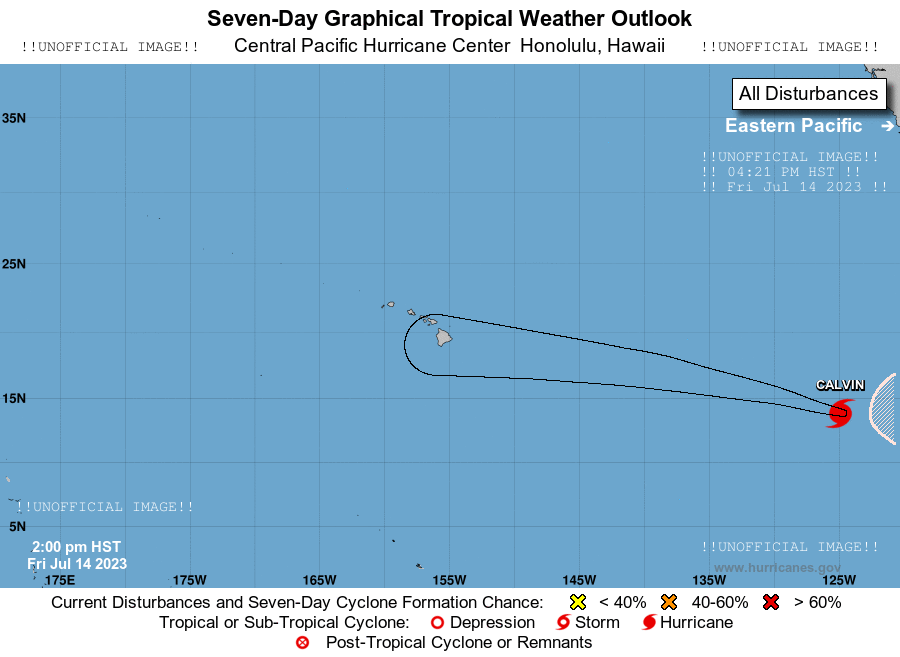 Seven-Day Graphical Tropical Weather Outlook
!!UNOFFICIAL IMAGE!! Central Pacific Hurricane Center Honolulu, Hawaii !!UNOFFICIAL IMAGE!!
All Disturbances
35N
Eastern Pacific ➔
!!UNOFFICIAL IMAGE!!
!! 04:21 PM HST !!
!! Fri Jul 14 2023 !!
25N
CALVIN
15N
!!UNOFFICIAL IMAGE!!
5N
2:00 pm HST
Fri Jul 14 2023
!!UNOFFICIAL IMAGE!!
www.hurricanes.gov
175E 175W 165W 155W 145W 135W 125W
Current Disturbances and Seven-Day Cyclone Formation Chance: < 40% 40-60% > 60%
Tropical or Sub-Tropical Cyclone: Depression Storm Hurricane
Post-Tropical Cyclone or Remnants